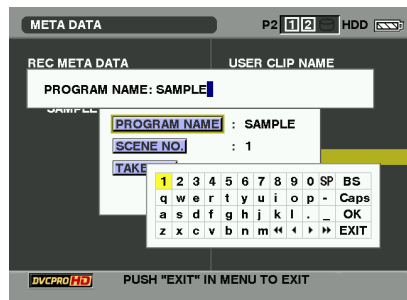 META DATA P2 1 2 HDD
REC META DATA USER CLIP NAME
PROGRAM NAME: SAMPLE
SAMPLE
PROGRAM NAME : SAMPLE
SCENE NO. : 1
TAKE
1 2 3 4 5 6 7 8 9 0 SP BS
q w e r t y u i o p - Caps
a s d f g h j k l . _ OK
z x c v b n m ◀◀ ◀ ▶ ▶▶ EXIT
DVCPRO HD PUSH "EXIT" IN MENU TO EXIT